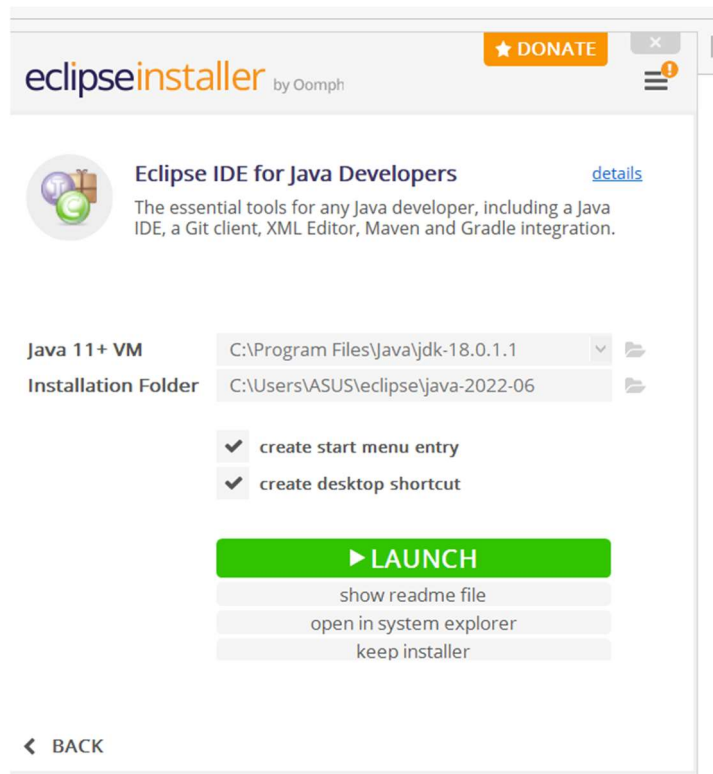 ★ DONATE
eclipseinstaller by Oomph
Eclipse IDE for Java Developers
details
The essential tools for any Java developer, including a Java
IDE, a Git client, XML Editor, Maven and Gradle integration.
Java 11+ VM C:\Program Files\Java\jdk-18.0.1.1
Installation Folder C:\Users\ASUS\eclipse\java-2022-06
create start menu entry
create desktop shortcut
LAUNCH
show readme file
open in system explorer
keep installer
BACK